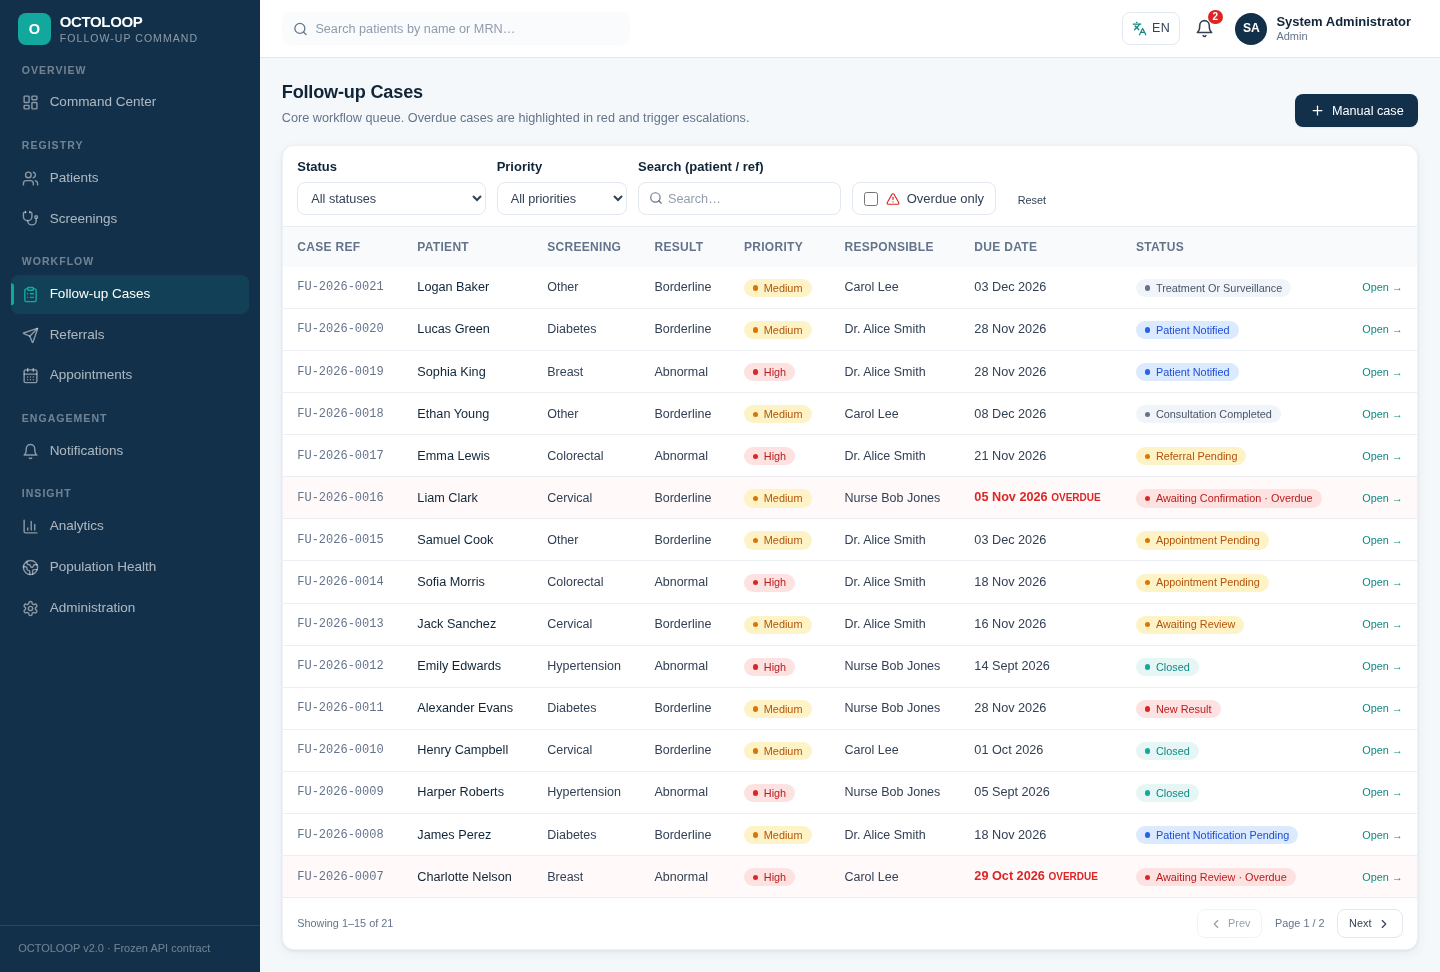 OCTOLOOP
FOLLOW-UP COMMAND
OVERVIEW
Command Center
REGISTRY
Patients
Screenings
WORKFLOW
Follow-up Cases
Referrals
Appointments
ENGAGEMENT
Notifications
INSIGHT
Analytics
Population Health
Administration
OCTOLOOP v2.0 · Frozen API contract
Search patients by name or MRN…
EN
2
SA
System Administrator
Admin
Follow-up Cases
Core workflow queue. Overdue cases are highlighted in red and trigger escalations.
Manual case
Status Priority Search (patient / ref)
All statuses All priorities Search… Overdue only Reset
CASE REF PATIENT SCREENING RESULT PRIORITY RESPONSIBLE DUE DATE STATUS
FU-2026-0021 Logan Baker Other Borderline Medium Carol Lee 03 Dec 2026 Treatment Or Surveillance Open →
FU-2026-0020 Lucas Green Diabetes Borderline Medium Dr. Alice Smith 28 Nov 2026 Patient Notified Open →
FU-2026-0019 Sophia King Breast Abnormal High Dr. Alice Smith 28 Nov 2026 Patient Notified Open →
FU-2026-0018 Ethan Young Other Borderline Medium Carol Lee 08 Dec 2026 Consultation Completed Open →
FU-2026-0017 Emma Lewis Colorectal Abnormal High Dr. Alice Smith 21 Nov 2026 Referral Pending Open →
FU-2026-0016 Liam Clark Cervical Borderline Medium Nurse Bob Jones 05 Nov 2026 OVERDUE Awaiting Confirmation · Overdue Open →
FU-2026-0015 Samuel Cook Other Borderline Medium Dr. Alice Smith 03 Dec 2026 Appointment Pending Open →
FU-2026-0014 Sofia Morris Colorectal Abnormal High Dr. Alice Smith 18 Nov 2026 Appointment Pending Open →
FU-2026-0013 Jack Sanchez Cervical Borderline Medium Dr. Alice Smith 16 Nov 2026 Awaiting Review Open →
FU-2026-0012 Emily Edwards Hypertension Abnormal High Nurse Bob Jones 14 Sept 2026 Closed Open →
FU-2026-0011 Alexander Evans Diabetes Borderline Medium Nurse Bob Jones 28 Nov 2026 New Result Open →
FU-2026-0010 Henry Campbell Cervical Borderline Medium Carol Lee 01 Oct 2026 Closed Open →
FU-2026-0009 Harper Roberts Hypertension Abnormal High Nurse Bob Jones 05 Sept 2026 Closed Open →
FU-2026-0008 James Perez Diabetes Borderline Medium Dr. Alice Smith 18 Nov 2026 Patient Notification Pending Open →
FU-2026-0007 Charlotte Nelson Breast Abnormal High Carol Lee 29 Oct 2026 OVERDUE Awaiting Review · Overdue Open →
Showing 1–15 of 21 Prev Page 1 / 2 Next